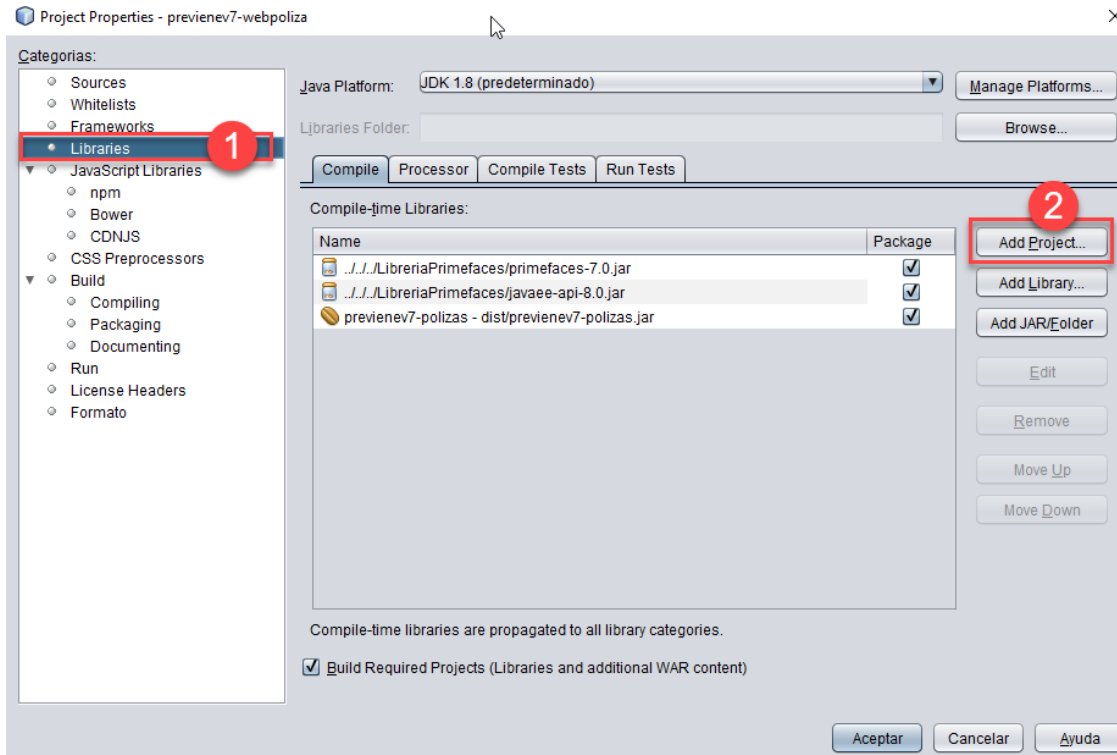 Project Properties - previenev7-webpoliza
Categorias:
Sources
Whitelists
Frameworks
Libraries
1
JavaScript Libraries
npm
Bower
CDNJS
CSS Preprocessors
Build
Compiling
Packaging
Documenting
Run
License Headers
Formato
Java Platform: JDK 1.8 (predeterminado) Manage Platforms...
Libraries Folder: Browse...
Compile Processor Compile Tests Run Tests
Compile-time Libraries:
2
Name Package
../../../LibreriaPrimefaces/primefaces-7.0.jar
../../../LibreriaPrimefaces/javaee-api-8.0.jar
previenev7-polizas - dist/previenev7-polizas.jar
Add Project...
Add Library...
Add JAR/Folder
Edit
Remove
Move Up
Move Down
Compile-time libraries are propagated to all library categories.
Build Required Projects (Libraries and additional WAR content)
Aceptar Cancelar Ayuda